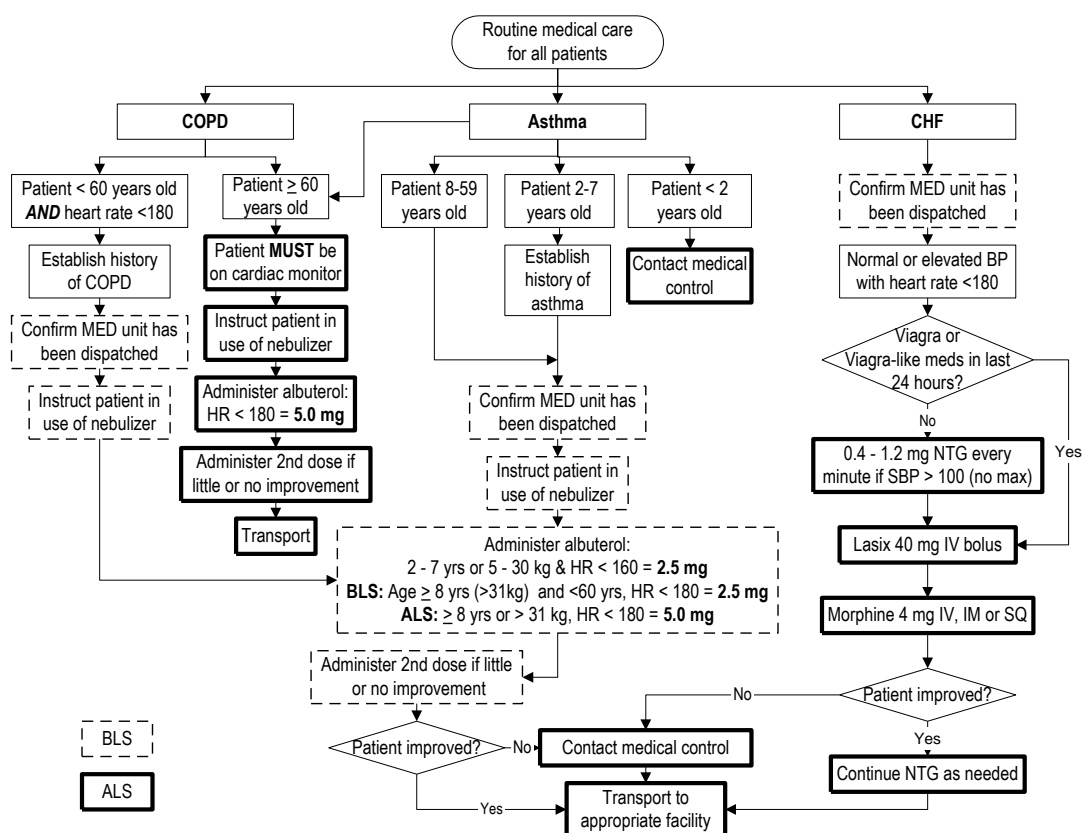 Routine medical care
for all patients
COPD
Asthma
CHF
Patient < 60 years old
AND heart rate <180
Patient ≥ 60
years old
Patient 8-59
years old
Patient 2-7
years old
Patient < 2
years old
Confirm MED unit has
been dispatched
Establish history
of COPD
Patient MUST be
on cardiac monitor
Establish
history of
asthma
Contact medical
control
Normal or elevated BP
with heart rate <180
Confirm MED unit has
been dispatched
Instruct patient in
use of nebulizer
Viagra or
Viagra-like meds in last
24 hours?
Instruct patient in
use of nebulizer
Administer albuterol:
HR < 180 = 5.0 mg
Confirm MED unit has
been dispatched
No
Yes
Administer 2nd dose if
little or no improvement
Instruct patient
in use of nebulizer
0.4 - 1.2 mg NTG every
minute if SBP > 100 (no max)
Transport
Administer albuterol:
2 - 7 yrs or 5 - 30 kg & HR < 160 = 2.5 mg
BLS: Age ≥ 8 yrs (>31kg) and <60 yrs, HR < 180 = 2.5 mg
ALS: ≥ 8 yrs or > 31 kg, HR < 180 = 5.0 mg
Lasix 40 mg IV bolus
Morphine 4 mg IV, IM or SQ
Administer 2nd dose if little
or no improvement
No
Patient improved?
Yes
BLS
Patient improved?
No
Contact medical control
Continue NTG as needed
ALS
Yes
Transport to
appropriate facility